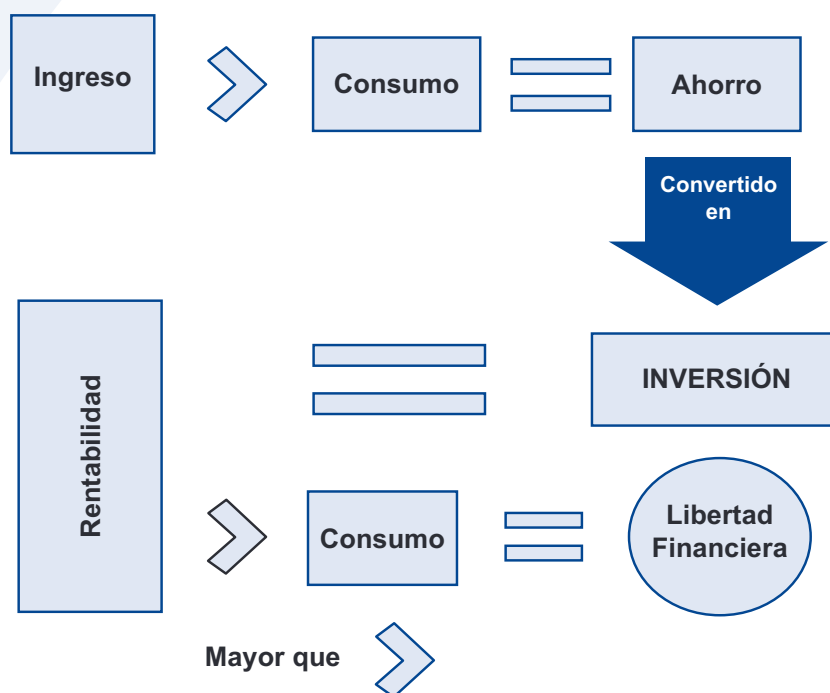 Ingreso
Consumo
Ahorro
Convertido
en
INVERSIÓN
Rentabilidad
Consumo
Libertad
Financiera
Mayor que